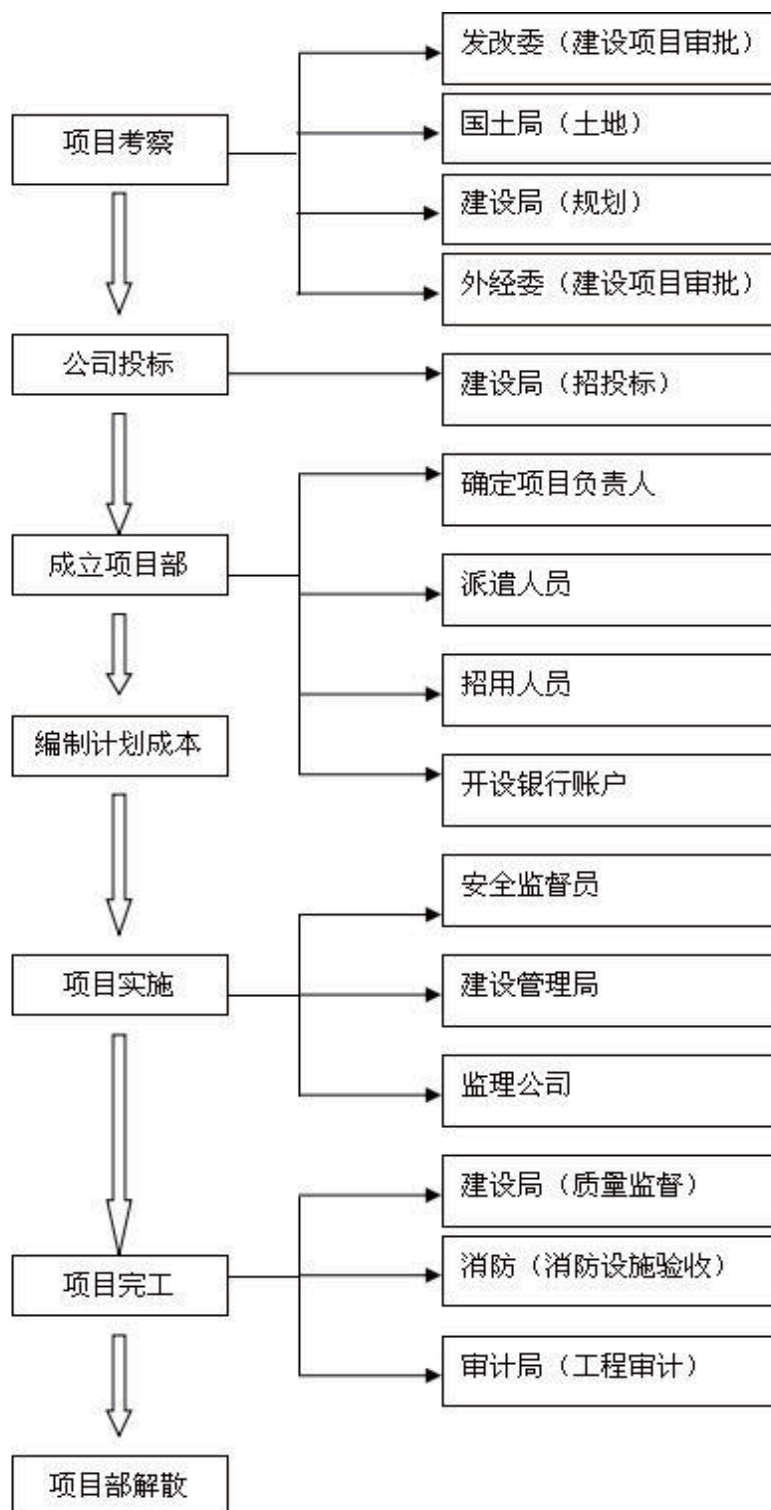 发改委（建设项目审批）
国土局（土地）
项目考察
建设局（规划）
外经委（建设项目审批）
公司投标
建设局（招投标）
确定项目负责人
成立项目部
派遣人员
招用人员
编制计划成本
开设银行账户
安全监督员
项目实施
建设管理局
监理公司
建设局（质量监督）
消防（消防设施验收）
项目完工
审计局（工程审计）
项目部解散